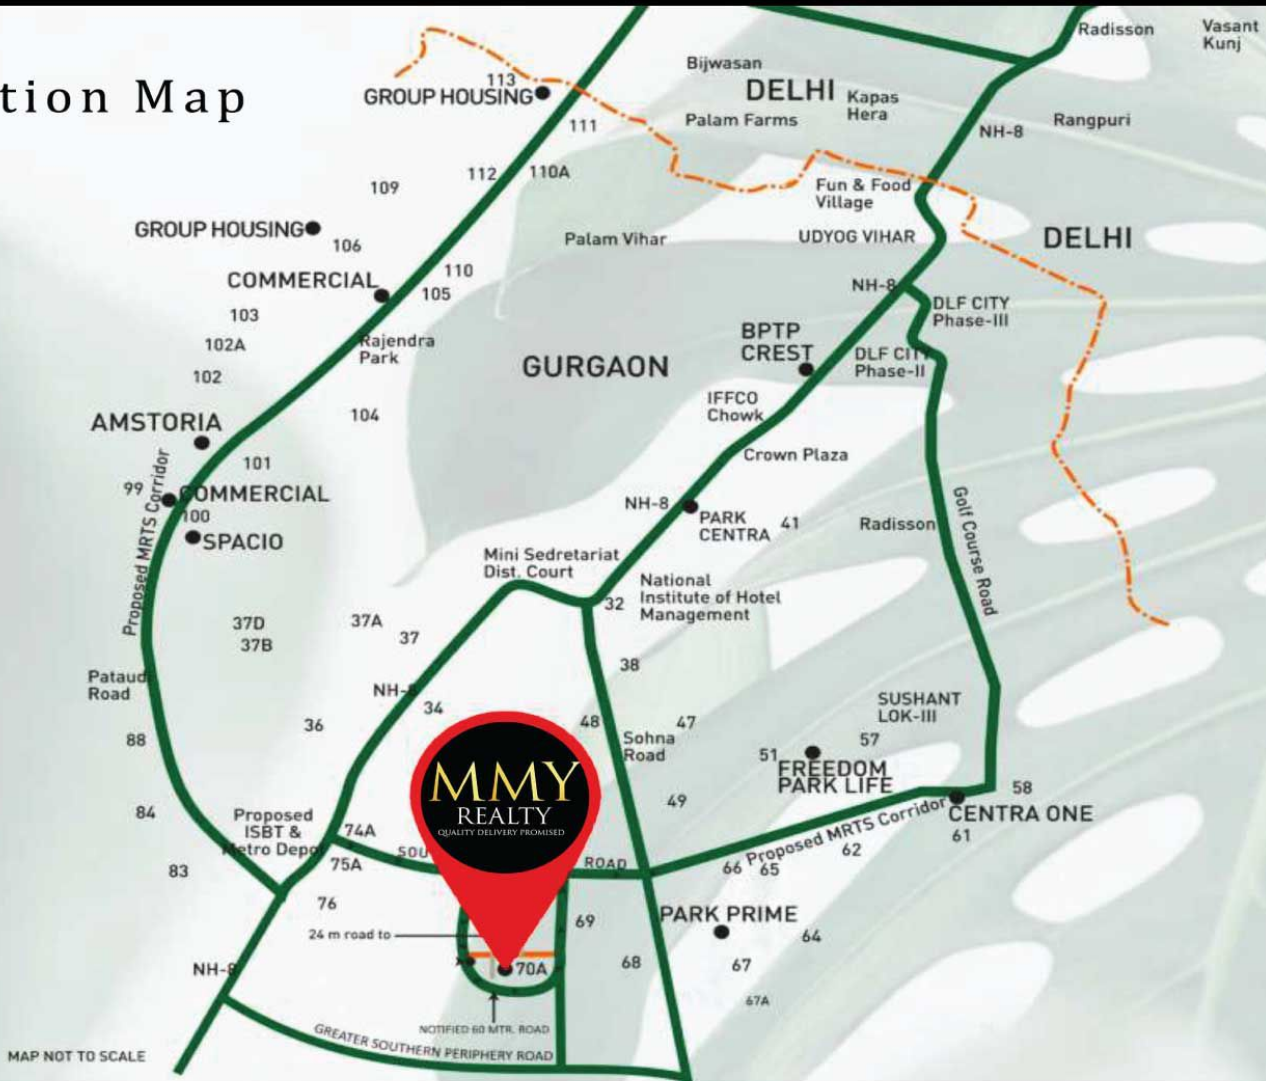 tion Map
Radisson
Vasant
Kunj
Bijwasan
113
GROUP HOUSING
DELHI
Kapas
Hera
Palam Farms
111
NH-8
Rangpuri
112
110A
109
Fun & Food
Village
GROUP HOUSING
106
Palam Vihar
UDYOG VIHAR
DELHI
COMMERCIAL
110
105
NH-8
DLF CITY
Phase-III
103
102A
Rajendra
Park
BPTP
CREST
DLF CITY
Phase-II
GURGAON
102
IFFCO
Chowk
104
AMSTORIA
Crown Plaza
101
99
COMMERCIAL
100
SPACIO
Proposed MRTS Corridor
NH-8
PARK
CENTRA
41
Radisson
Golf Course Road
Mini Sedretariat
Dist. Court
National
Institute of Hotel
Management
32
37D
37B
37A
37
38
Pataudi
Road
NH-8
34
36
48
47
Sohna
Road
SUSHANT
LOK-III
57
51
FREEDOM
PARK LIFE
88
84
83
MMY
REALTY
QUALITY DELIVERY PROMISED
49
58
CENTRA ONE
61
Proposed MRTS Corridor
62
66
65
Proposed
ISBT &
Metro Depot
74A
75A
SOU
ROAD
76
24 m road to
69
PARK PRIME
64
68
67
67A
70A
NH-8
NOTIFIED 60 MTR. ROAD
GREATER SOUTHERN PERIPHERY ROAD
MAP NOT TO SCALE